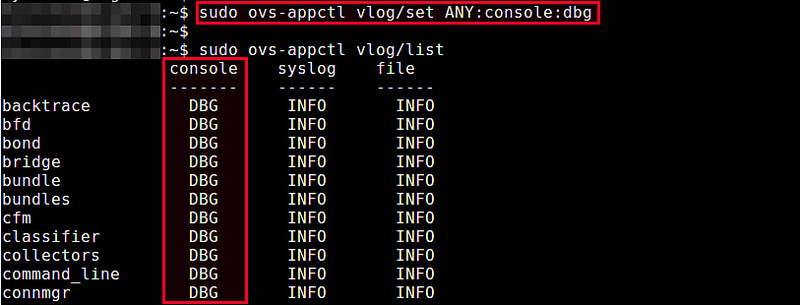 :~$ sudo ovs-appctl vlog/set ANY:console:dbg
:~$
:~$ sudo ovs-appctl vlog/list
console syslog file
------- ------ ------
backtrace DBG INFO INFO
bfd DBG INFO INFO
bond DBG INFO INFO
bridge DBG INFO INFO
bundle DBG INFO INFO
bundles DBG INFO INFO
cfm DBG INFO INFO
classifier DBG INFO INFO
collectors DBG INFO INFO
command_line DBG INFO INFO
connmgr DBG INFO INFO